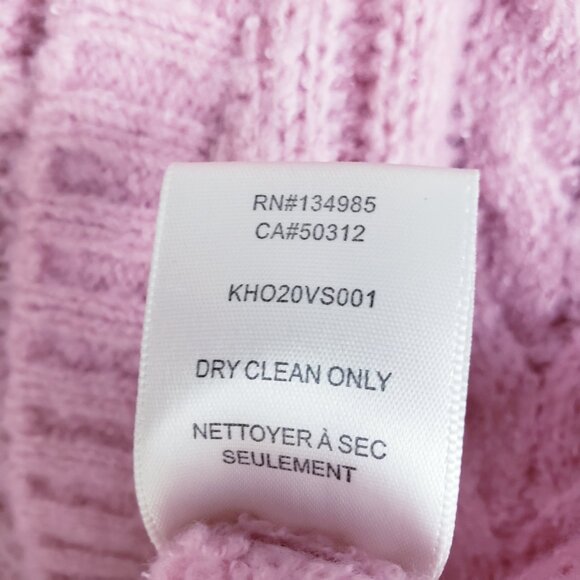 RN#134985
CA#50312
KHO20VS001
DRY CLEAN ONLY
NETTOYER À SEC
SEULEMENT